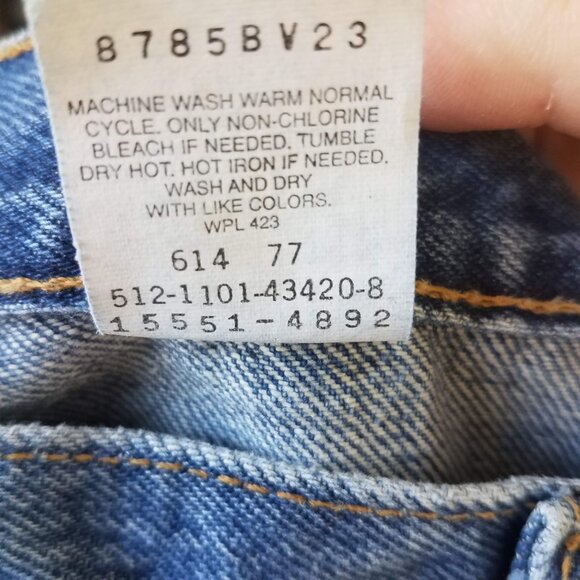 8785BV23
MACHINE WASH WARM NORMAL
CYCLE. ONLY NON-CHLORINE
BLEACH IF NEEDED. TUMBLE
DRY HOT. HOT IRON IF NEEDED.
WASH AND DRY
WITH LIKE COLORS.
WPL 423
614 77
512-1101-43420-8
15551-4892